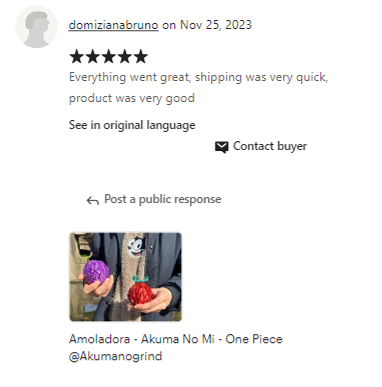 domizianabruno on Nov 25, 2023
Everything went great, shipping was very quick,
product was very good
See in original language
Contact buyer
Post a public response
Amoladora - Akuma No Mi - One Piece
@Akumanogrind